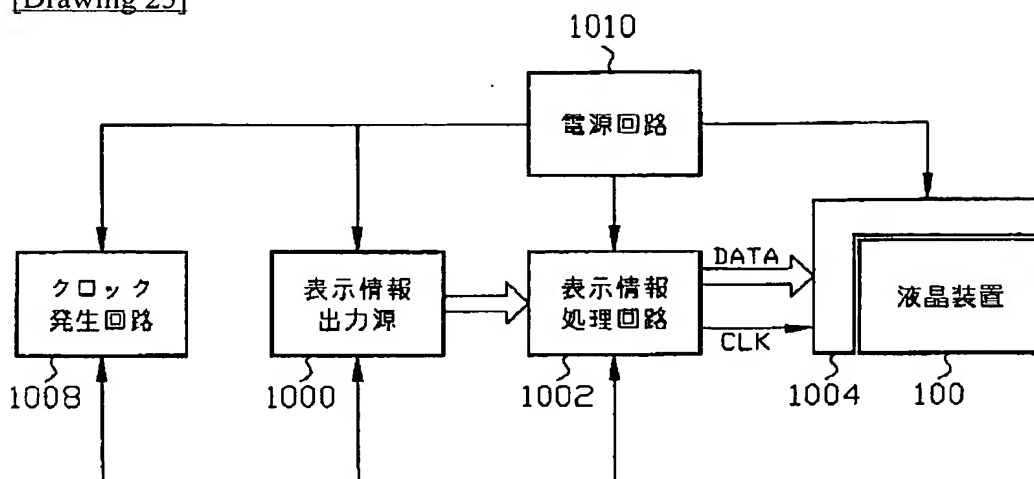 [Drawing 25]
1010
電源回路
DATA
クロック
発生回路
表示情報
出力源
表示情報
処理回路
液晶装置
CLK
1008
1000
1002
1004
100